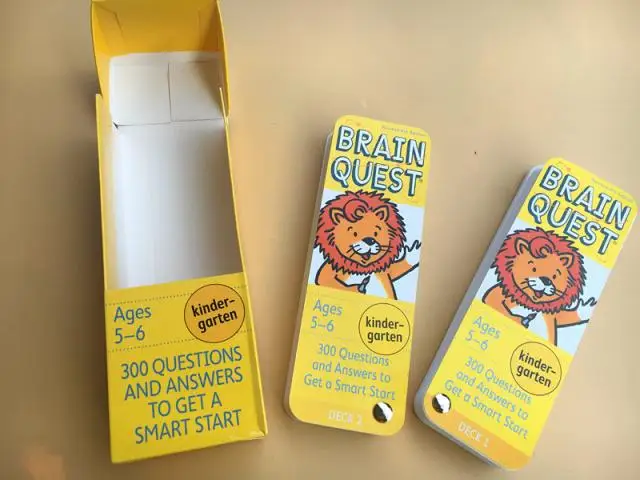 Ages
5–6
kinder-
garten
300 QUESTIONS
AND ANSWERS
TO GET A
SMART START
BRAIN
QUEST
Ages
5–6
kinder-
garten
300 Questions
and Answers to
Get a Smart Start
DECK 2
BRAIN
QUEST
Ages
5–6
kinder-
garten
300 Questions
and Answers to
Get a Smart Start
DECK 1